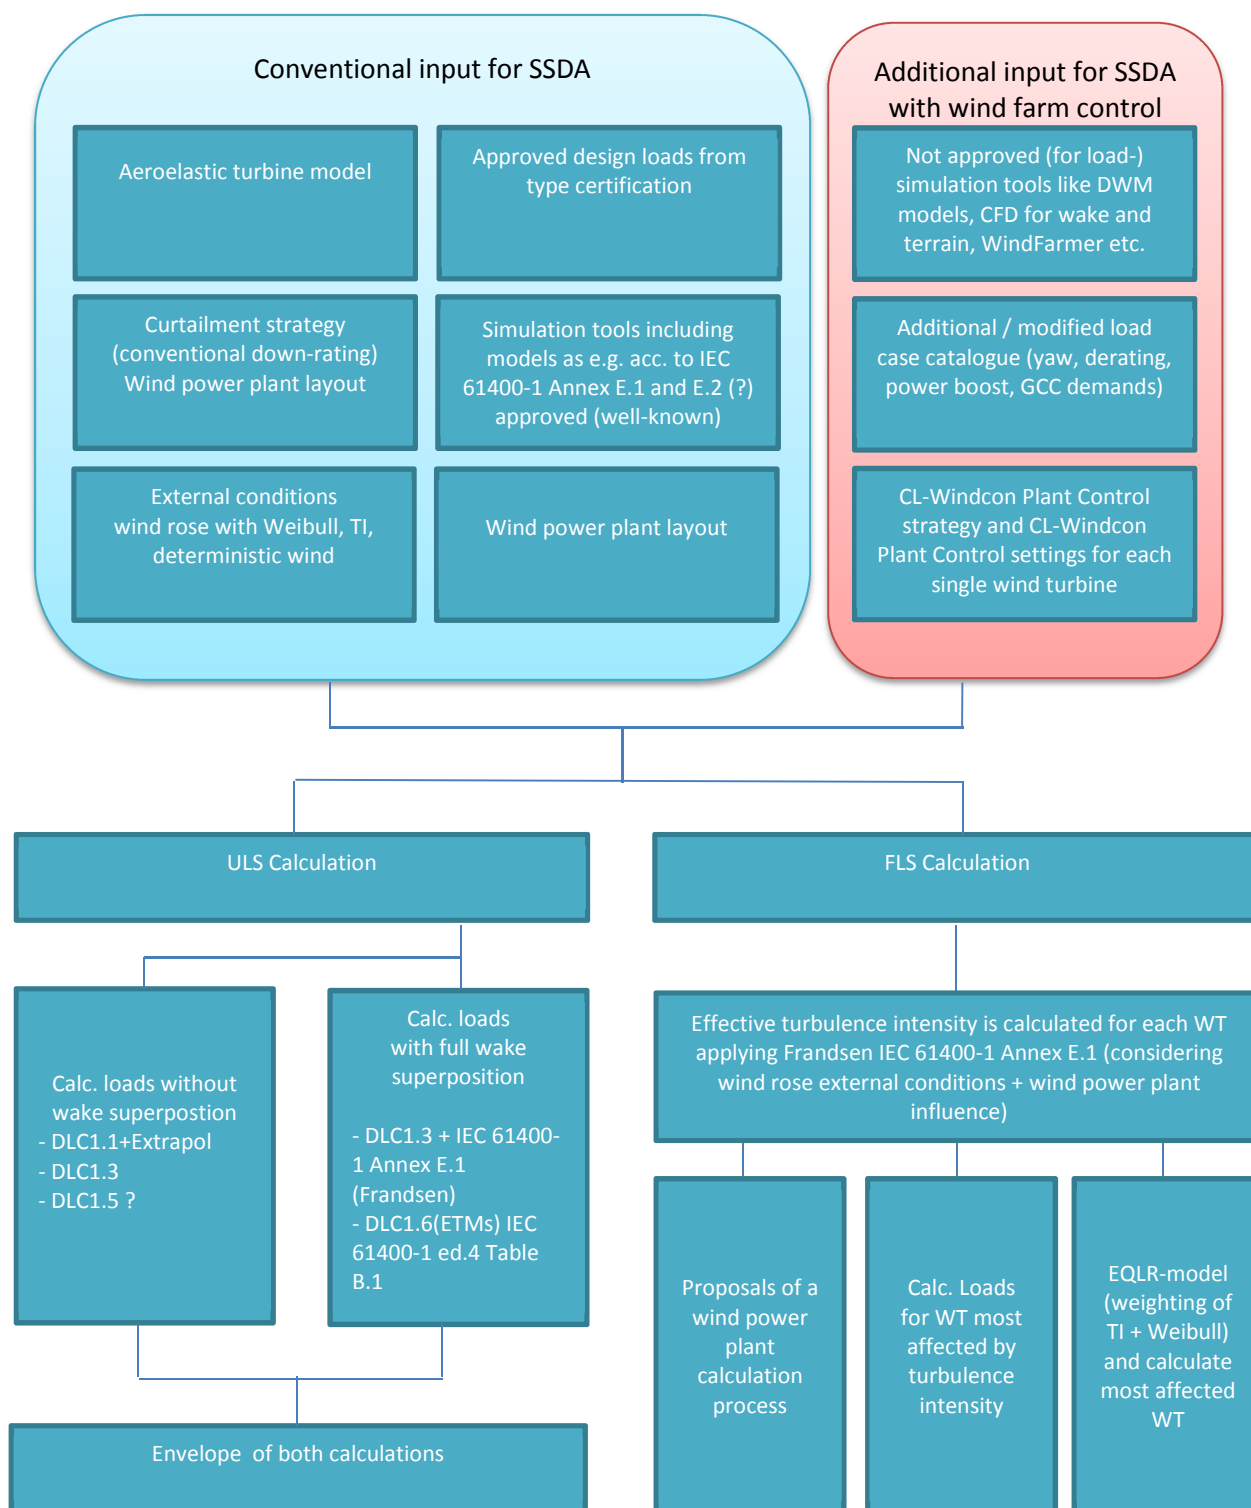 Conventional input for SSDA
Aeroelastic turbine model
Approved design loads from
type certification
Curtailment strategy
(conventional down-rating)
Wind power plant layout
Simulation tools including
models as e.g. acc. to IEC
61400-1 Annex E.1 and E.2 (?)
approved (well-known)
External conditions
wind rose with Weibull, TI,
deterministic wind
Wind power plant layout
Additional input for SSDA
with wind farm control
Not approved (for load-)
simulation tools like DWM
models, CFD for wake and
terrain, WindFarmer etc.
Additional / modified load
case catalogue (yaw, derating,
power boost, GCC demands)
CL-Windcon Plant Control
strategy and CL-Windcon
Plant Control settings for each
single wind turbine
ULS Calculation
FLS Calculation
Calc. loads without
wake superpostion
- DLC1.1+Extrapol
- DLC1.3
- DLC1.5 ?
Calc. loads
with full wake
superposition
- DLC1.3 + IEC 61400-
1 Annex E.1
(Frandsen)
- DLC1.6(ETMs) IEC
61400-1 ed.4 Table
B.1
Envelope of both calculations
Effective turbulence intensity is calculated for each WT
applying Frandsen IEC 61400-1 Annex E.1 (considering
wind rose external conditions + wind power plant
influence)
Proposals of a
wind power
plant
calculation
process
Calc. Loads
for WT most
affected by
turbulence
intensity
EQLR-model
(weighting of
TI + Weibull)
and calculate
most affected
WT